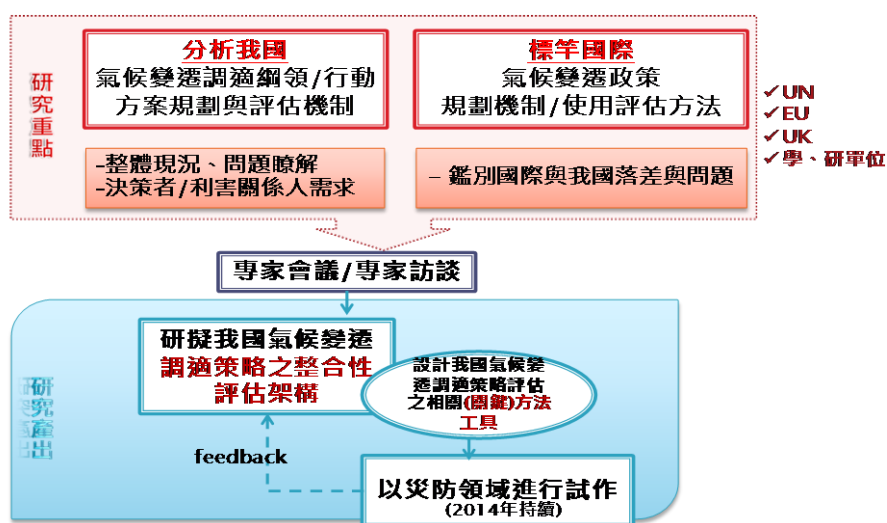 研究重點
分析我國
氣候變遷調適綱領/行動
方案規劃與評估機制
標竿國際
氣候變遷政策
規劃機制/使用評估方法
-整體現況、問題瞭解
-決策者/利害關係人需求
– 鑑別國際與我國落差與問題
✓UN
✓EU
✓UK
✓學、研單位
專家會議/專家訪談
研究產出
研擬我國氣候變遷
調適策略之整合性
評估架構
設計我國氣候變
遷調適策略評估
之相關(關鍵)方法
工具
feedback
以災防領域進行試作
(2014年持續)